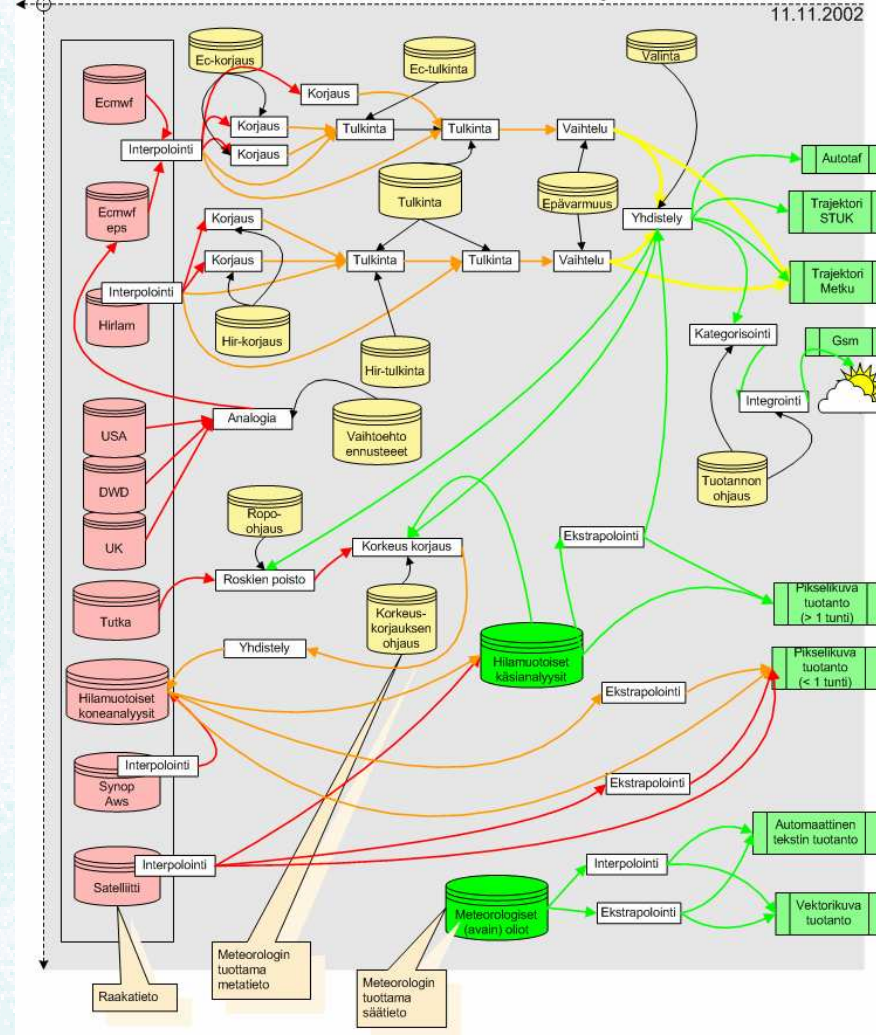 11.11.2002
Ec-korjaus
Ec-tulkinta
Valinta
Ecmwf
Korjaus
Korjaus
Tulkinta
Tulkinta
Vaihtelu
Interpolointi
Korjaus
Autotaf
Ecmwf
eps
Tulkinta
Epävarmuus
Korjaus
Yhdistely
Trajektori
STUK
Korjaus
Tulkinta
Tulkinta
Vaihtelu
Interpolointi
Trajektori
Metku
Hirlam
Hir-korjaus
Kategorisointi
Gsm
Hir-tulkinta
Integrointi
Analogia
USA
Vaihtoehto
ennusteeet
DWD
Tuotannon
ohjaus
Ropo-
ohjaus
UK
Korkeus korjaus
Ekstrapolointi
Roskien poisto
Tutka
Korkeus-
korjauksen
ohjaus
Pikselikuva
tuotanto
(> 1 tunti)
Yhdistely
Hilamuotoiset
käsianalyysit
Pikselikuva
tuotanto
(< 1 tunti)
Hilamuotoiset
koneanalyysit
Ekstrapolointi
Interpolointi
Synop
Aws
Ekstrapolointi
Automaattinen
tekstin tuotanto
Interpolointi
Interpolointi
Satelliitti
Meteorologiset
(avain) oliot
Ekstrapolointi
Vektorikuva
tuotanto
Meteorologin
tuottama
metatieto
Meteorologin
tuottama
säätieto
Raakatieto